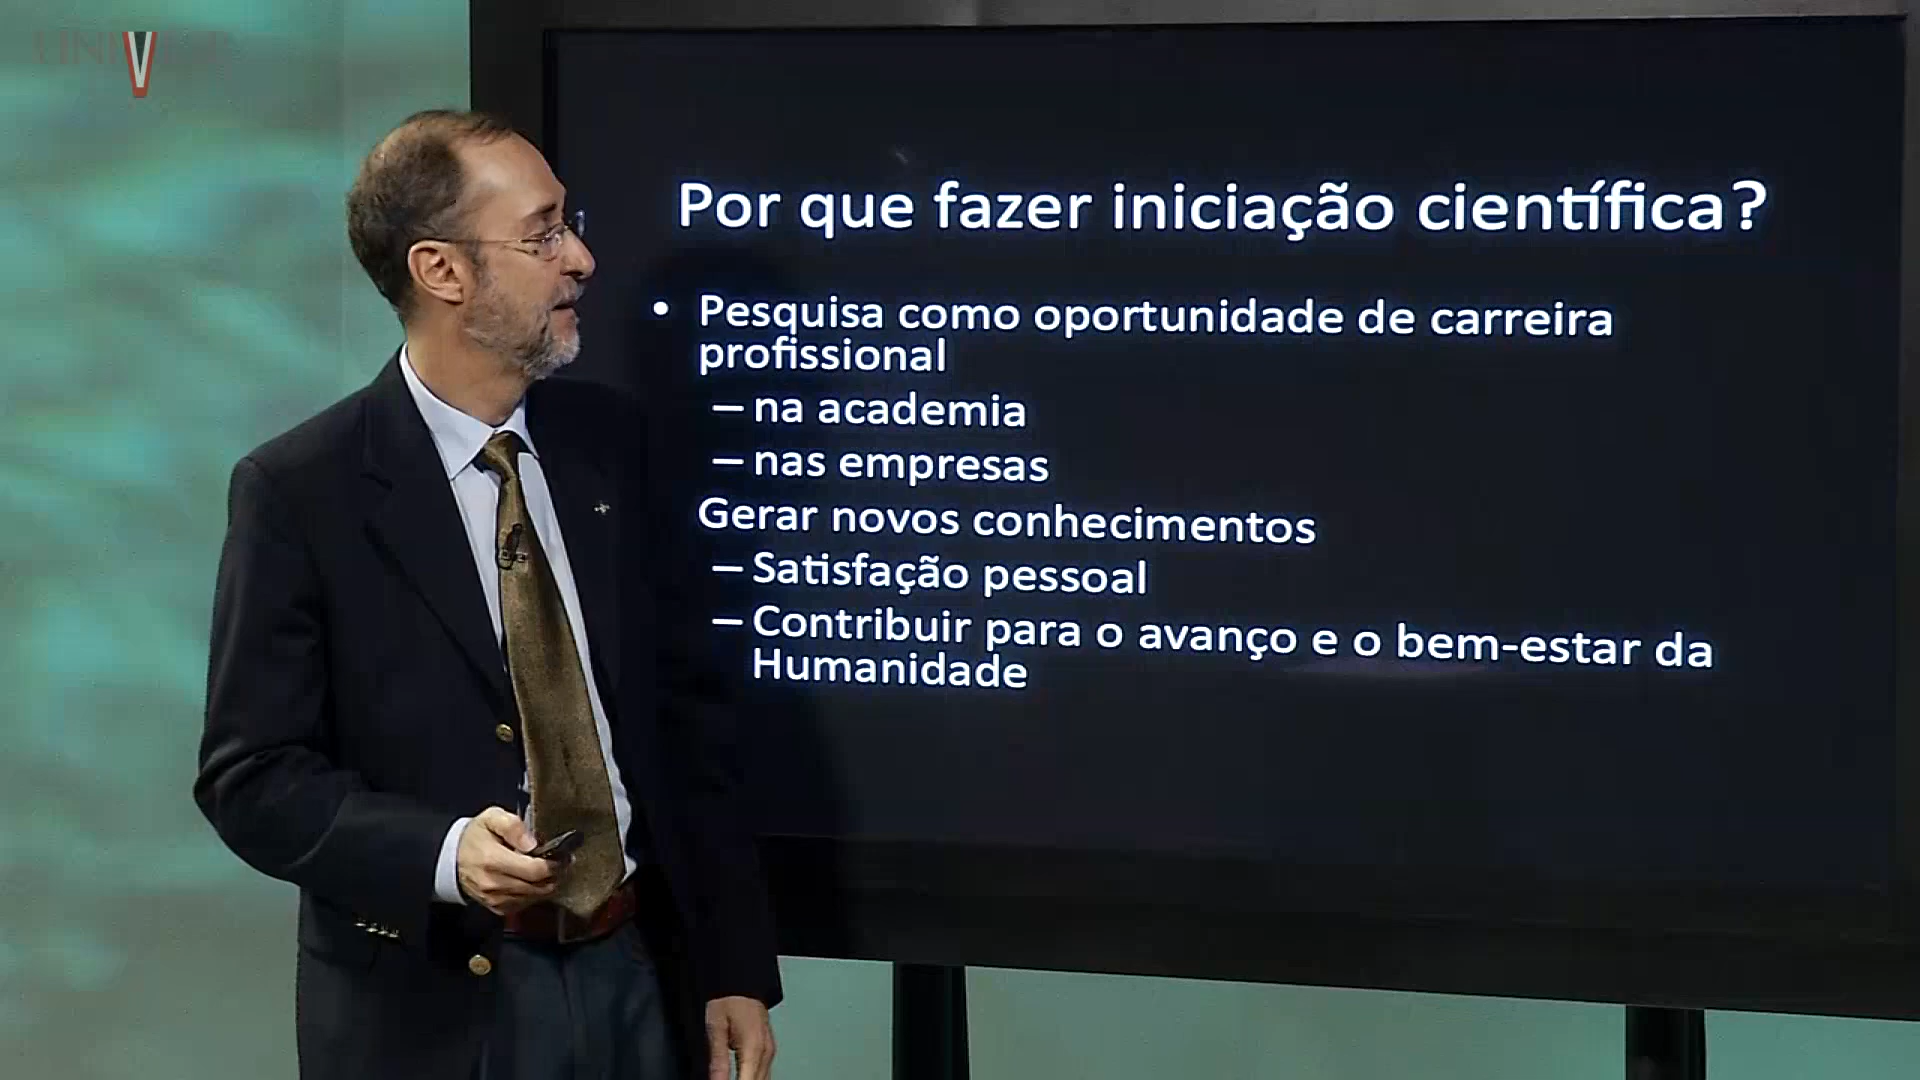 Por que fazer iniciação científica?
• Pesquisa como oportunidade de carreira
profissional
– na academia
– nas empresas
Gerar novos conhecimentos
– Satisfação pessoal
– Contribuir para o avanço e o bem-estar da
Humanidade